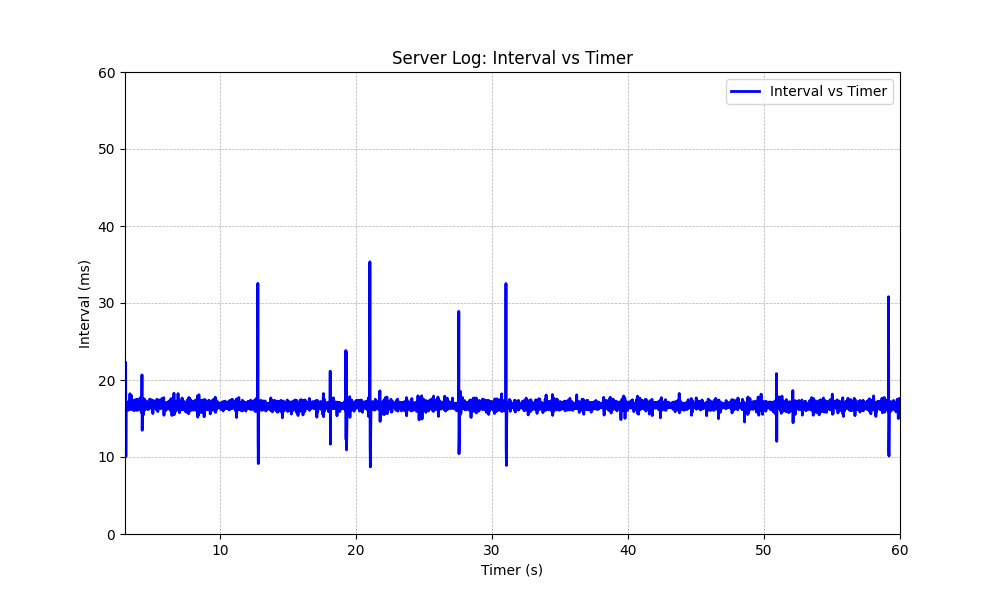 Server Log: Interval vs Timer
Interval vs Timer
60
50
40
30
20
10
0
Interval (ms)
10 20 30 40 50 60
Timer (s)